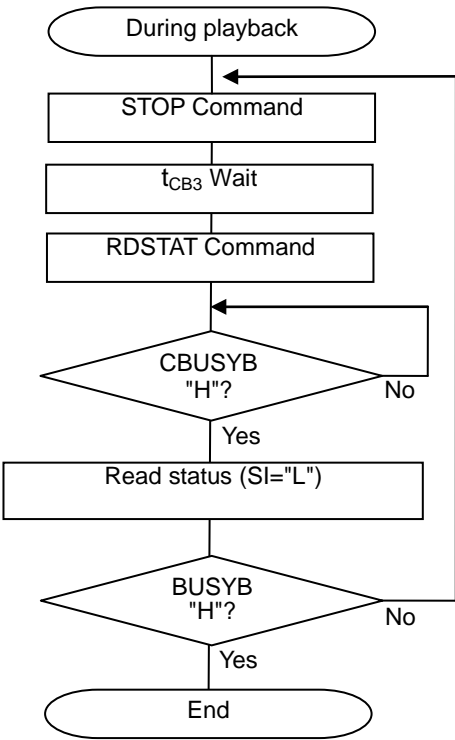 During playback
STOP Command
tCB3 Wait
RDSTAT Command
CBUSYB
"H"?
No
Yes
Read status (SI="L")
BUSYB
"H"?
No
Yes
End